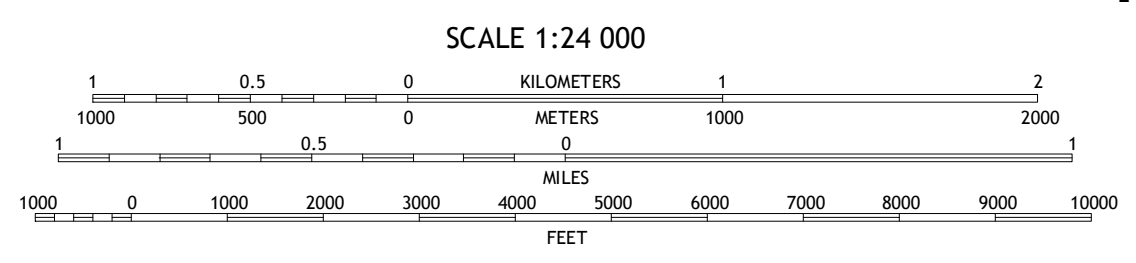 SCALE 1:24 000
1 0.5 0 KILOMETERS 1 2
1000 500 0 METERS 1000 2000
1 0.5 0 1
MILES
1000 0 1000 2000 3000 4000 5000 6000 7000 8000 9000 10000
FEET